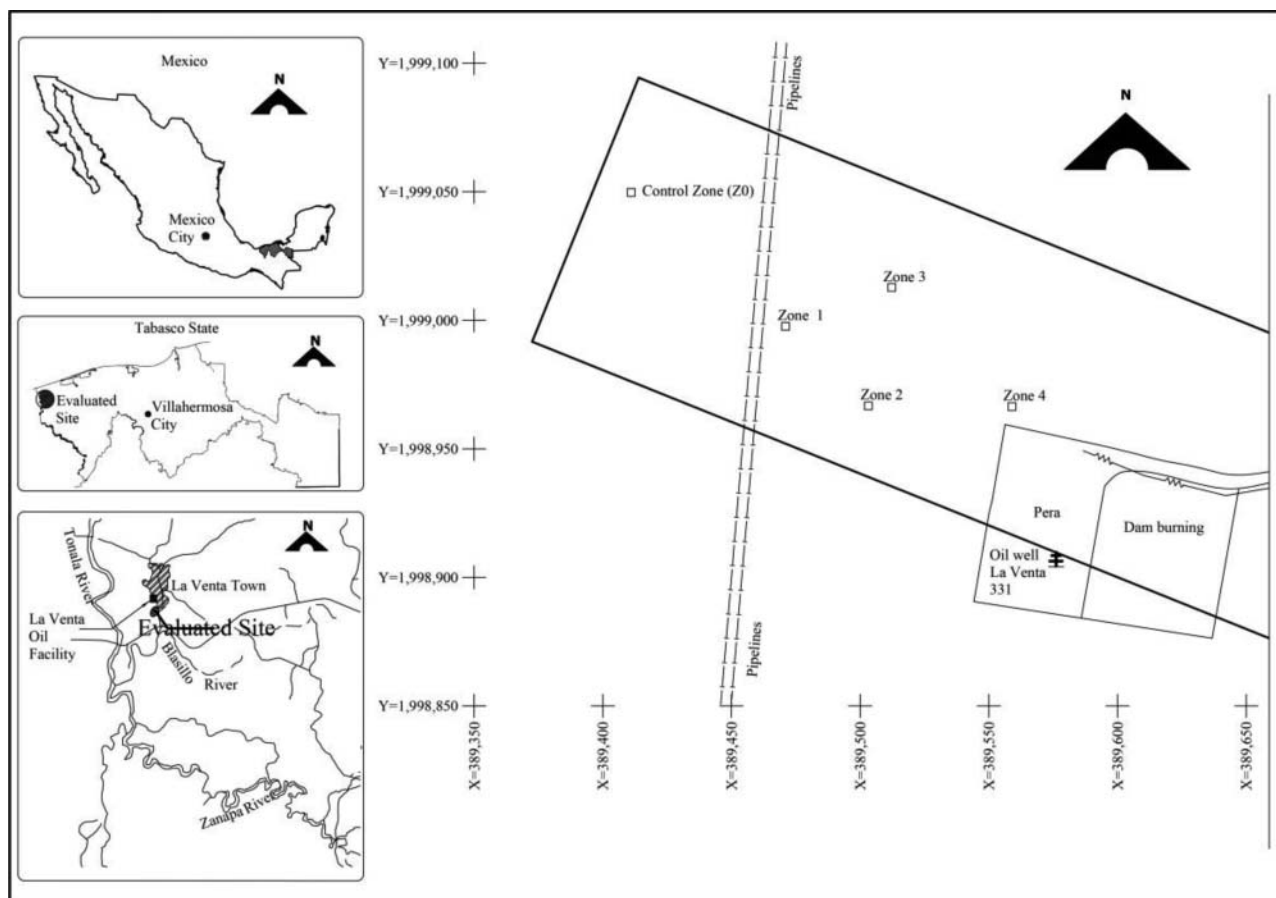 Mexico
N
Mexico
City
Tabasco State
N
Evaluated
Site
Villahermosa
City
N
Tonala River
La Venta Town
La Venta
Oil
Facility
Evaluated Site
Blasillo
River
Zanapa River
Y=1,999,100
Y=1,999,050
Y=1,999,000
Y=1,998,950
Y=1,998,900
Y=1,998,850
Pipelines
N
Control Zone (Z0)
Zone 3
Zone 1
Zone 2
Zone 4
Pera
Dam burning
Oil well
La Venta
331
Pipelines
X=389,350
X=389,400
X=389,450
X=389,500
X=389,550
X=389,600
X=389,650